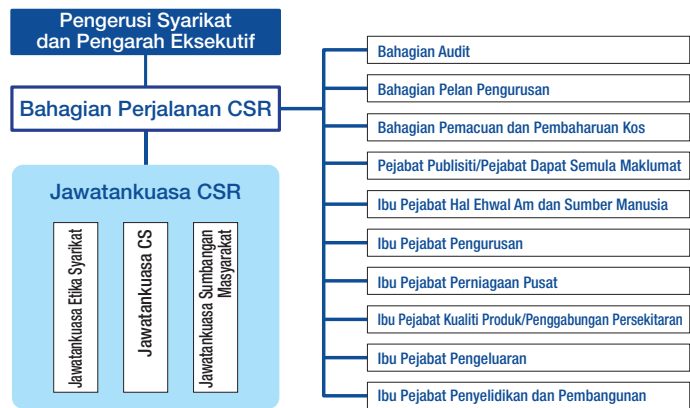 Pengerusi Syarikat
dan Pengarah Eksekutif
Bahagian Perjalanan CSR
Jawatankuasa CSR
Jawatankuasa Etika Syarikat
Jawatankuasa CS
Jawatankuasa Sumbangan
Masyarakat
Bahagian Audit
Bahagian Pelan Pengurusan
Bahagian Pemacuan dan Pembaharuan Kos
Pejabat Publisiti/Pejabat Dapat Semula Maklumat
Ibu Pejabat Hal Ehwal Am dan Sumber Manusia
Ibu Pejabat Pengurusan
Ibu Pejabat Perniagaan Pusat
Ibu Pejabat Kualiti Produk/Penggabungan Persekitaran
Ibu Pejabat Pengeluaran
Ibu Pejabat Penyelidikan dan Pembangunan